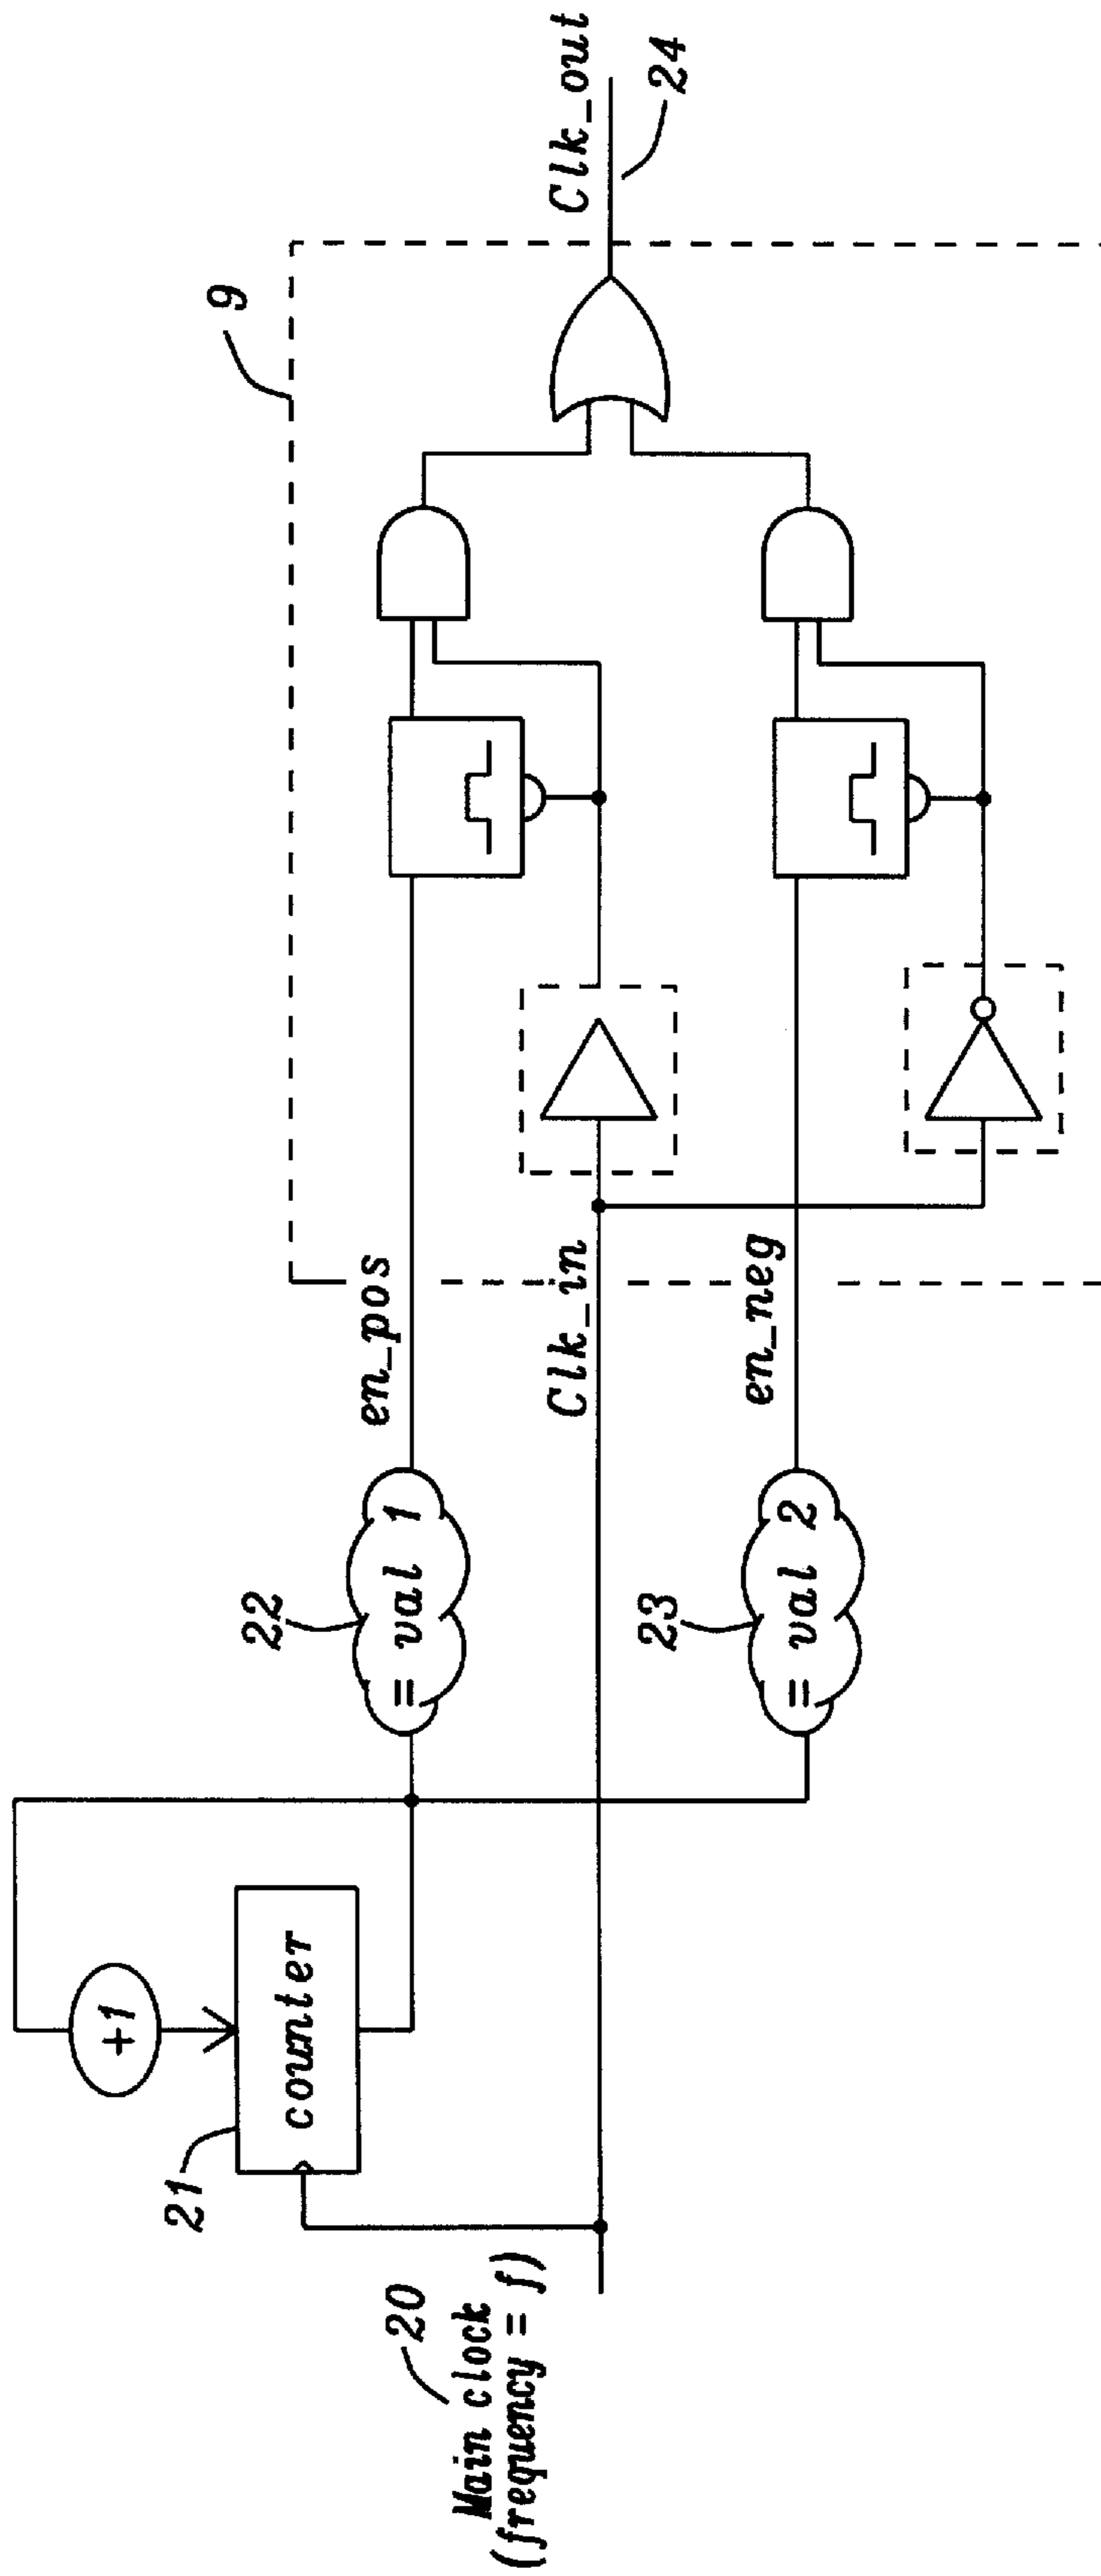 9
Clk_out
24
en_pos
Clk_in
en_neg
22
= val 1
23
= val 2
+1
counter
21
20
Main clock
(frequency = f)